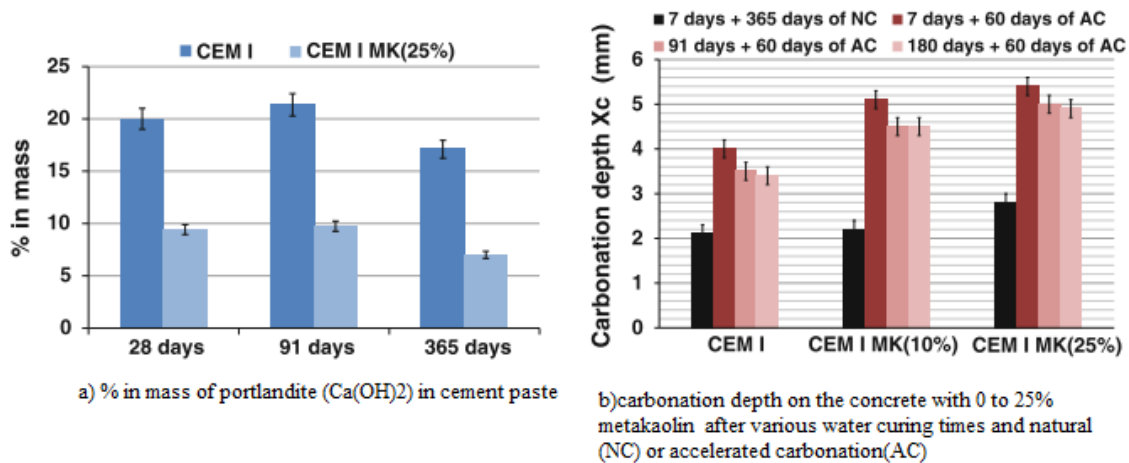 CEM I CEM I MK(25%)
25
20
15
10
5
0
% in mass
28 days 91 days 365 days
a) % in mass of portlandite (Ca(OH)2) in cement paste
7 days + 365 days of NC 7 days + 60 days of AC
91 days + 60 days of AC 180 days + 60 days of AC
6
5
4
3
2
1
0
Carbonation depth Xc (mm)
CEM I CEM I MK(10%) CEM I MK(25%)
b)carbonation depth on the concrete with 0 to 25%
metakaolin after various water curing times and natural
(NC) or accelerated carbonation(AC)